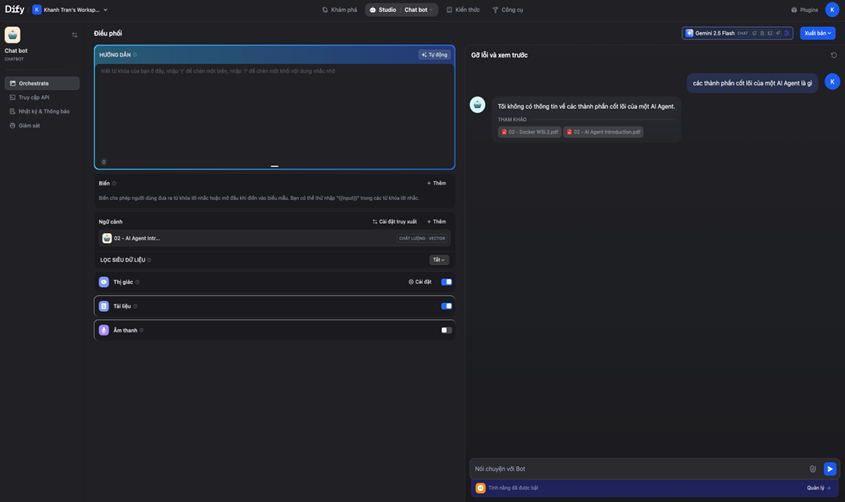 Dify / K Khanh Tran's Worksp...
Khám phá
Studio / Chat bot
Kiến thức
Công cụ
Plugins
K
Chat bot
CHATBOT
Orchestrate
Truy cập API
Nhật ký & Thông báo
Giám sát
Điều phối
Gemini 2.5 Flash CHAT
Xuất bản
HƯỚNG DẪN
Tự động
Viết từ khóa của bạn ở đây, nhập '{' để chèn một biến, nhập '/' để chèn một khối nội dung nhắc nhở
0
Biến
+ Thêm
Biến cho phép người dùng đưa ra từ khóa lời nhắc hoặc mở đầu khi điền vào biểu mẫu. Bạn có thể thử nhập "{{input}}" trong các từ khóa lời nhắc.
Ngữ cảnh
Cài đặt truy xuất
+ Thêm
02 - AI Agent Intr...
CHẤT LƯỢNG · VECTOR
LỌC SIÊU DỮ LIỆU
Tắt
Thị giác
Cài đặt
Tài liệu
Âm thanh
Gỡ lỗi và xem trước
các thành phần cốt lõi của một AI Agent là gì
K
Tôi không có thông tin về các thành phần cốt lõi của một AI Agent.
THAM KHẢO
02 - Docker WSL2.pdf
02 - AI Agent Introduction.pdf
Nói chuyện với Bot
Tính năng đã được bật
Quản lý →